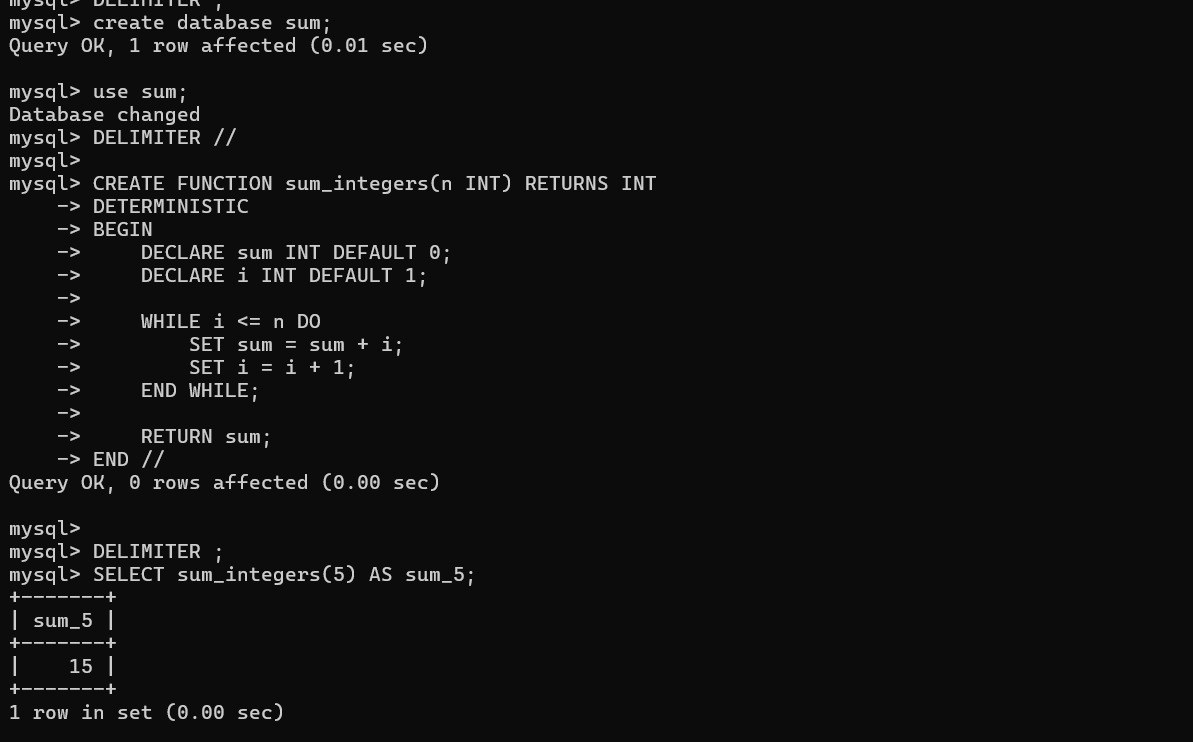 mysql> DELIMITER ;
mysql> create database sum;
Query OK, 1 row affected (0.01 sec)

mysql> use sum;
Database changed
mysql> DELIMITER //
mysql>
mysql> CREATE FUNCTION sum_integers(n INT) RETURNS INT
    -> DETERMINISTIC
    -> BEGIN
    ->     DECLARE sum INT DEFAULT 0;
    ->     DECLARE i INT DEFAULT 1;
    ->
    ->     WHILE i <= n DO
    ->         SET sum = sum + i;
    ->         SET i = i + 1;
    ->     END WHILE;
    ->
    ->     RETURN sum;
    -> END //
Query OK, 0 rows affected (0.00 sec)

mysql>
mysql> DELIMITER ;
mysql> SELECT sum_integers(5) AS sum_5;
+-------+
| sum_5 |
+-------+
|    15 |
+-------+
1 row in set (0.00 sec)